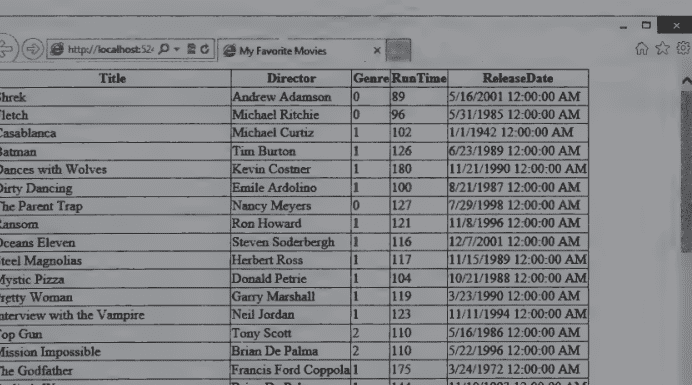 http://localhost:52 My Favorite Movies
Title Director Genre RunTime ReleaseDate
Shrek Andrew Adamson 0 89 5/16/2001 12:00:00 AM
Fletch Michael Ritchie 0 96 5/31/1985 12:00:00 AM
Casablanca Michael Curtiz 1 102 1/1/1942 12:00:00 AM
Batman Tim Burton 1 126 6/23/1989 12:00:00 AM
Dances with Wolves Kevin Costner 1 180 11/21/1990 12:00:00 AM
Dirty Dancing Emile Ardolino 1 100 8/21/1987 12:00:00 AM
The Parent Trap Nancy Meyers 0 127 7/29/1998 12:00:00 AM
Ransom Ron Howard 1 121 11/8/1996 12:00:00 AM
Oceans Eleven Steven Soderbergh 1 116 12/7/2001 12:00:00 AM
Steel Magnolias Herbert Ross 1 117 11/15/1989 12:00:00 AM
Mystic Pizza Donald Petrie 1 104 10/21/1988 12:00:00 AM
Pretty Woman Garry Marshall 1 119 3/23/1990 12:00:00 AM
Interview with the Vampire Neil Jordan 1 123 11/11/1994 12:00:00 AM
Top Gun Tony Scott 2 110 5/16/1986 12:00:00 AM
Mission Impossible Brian De Palma 2 110 5/22/1996 12:00:00 AM
The Godfather Francis Ford Coppola 1 175 3/24/1972 12:00:00 AM